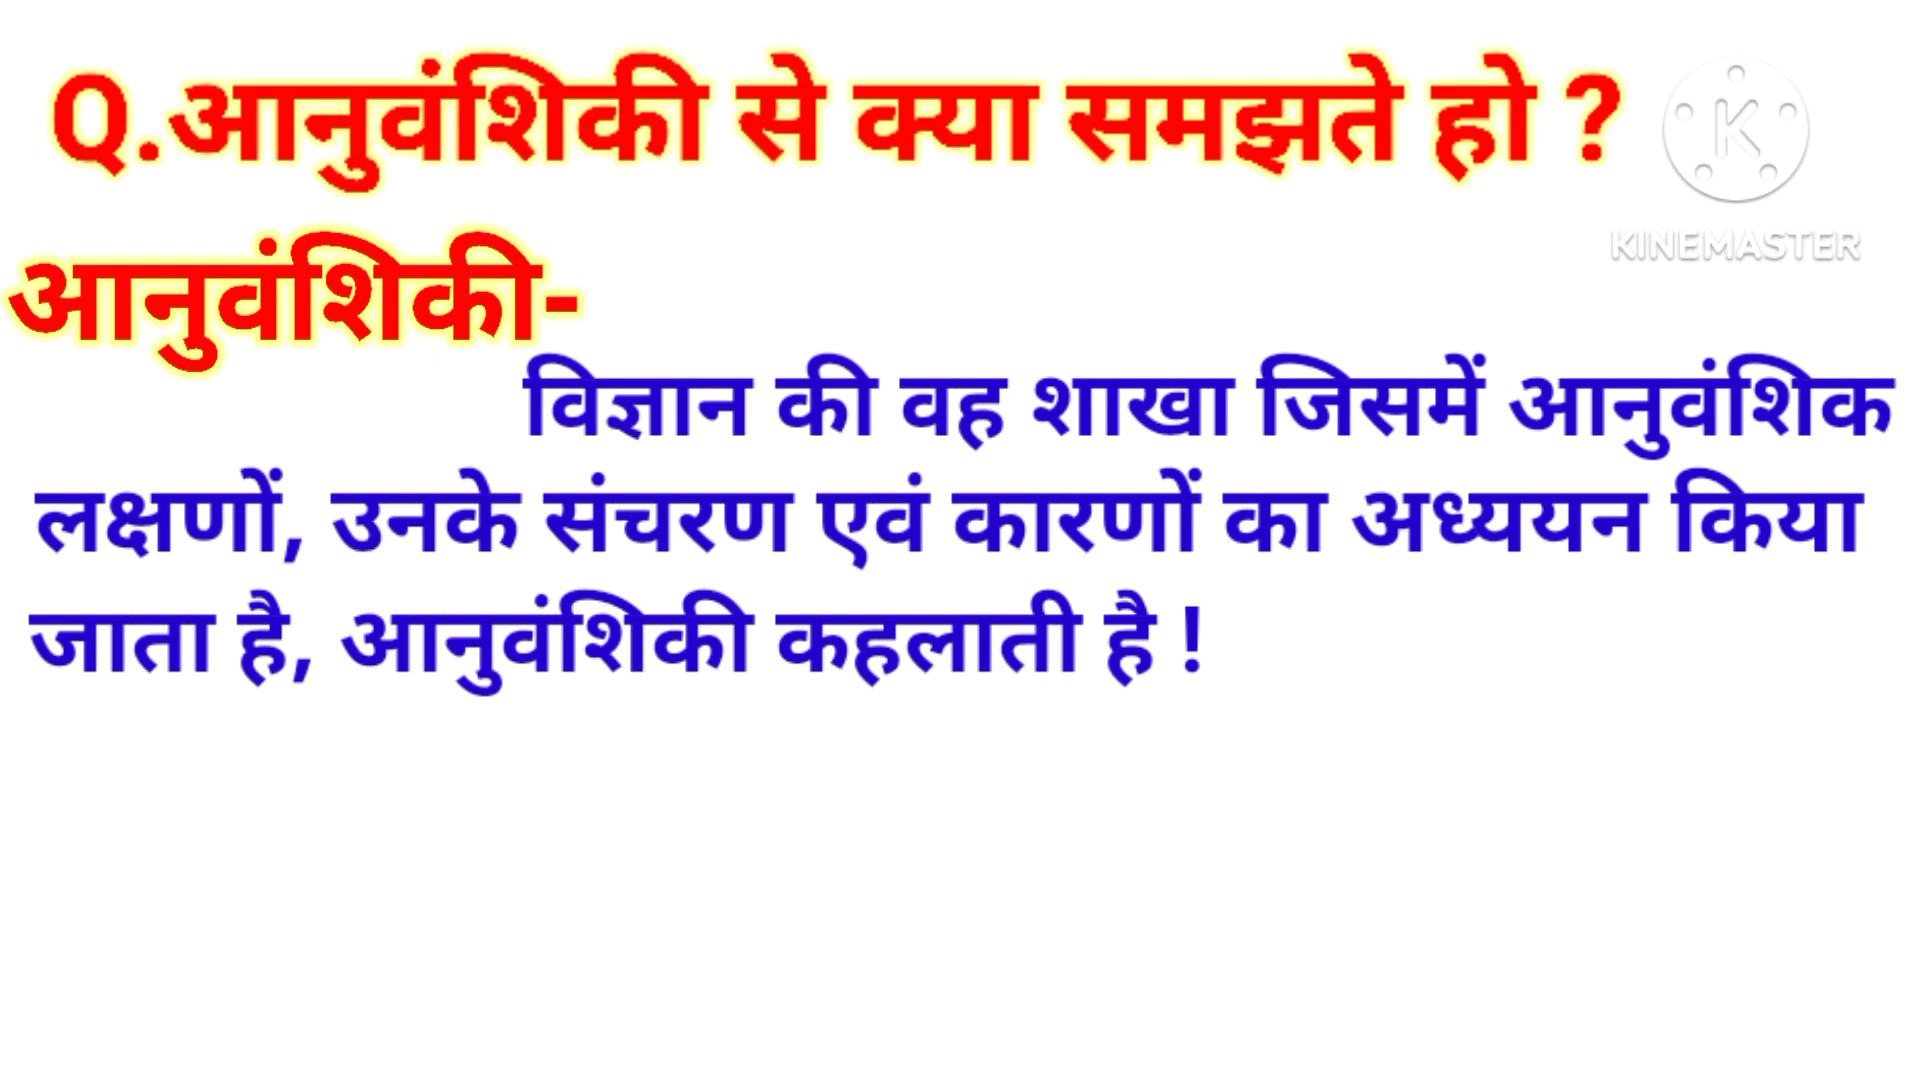 Q.आनुवंशिकी से क्या समझते हो ?
K
KINEMASTER
आनुवंशिकी-
विज्ञान की वह शाखा जिसमें आनुवंशिक
लक्षणों, उनके संचरण एवं कारणों का अध्ययन किया
जाता है, आनुवंशिकी कहलाती है !